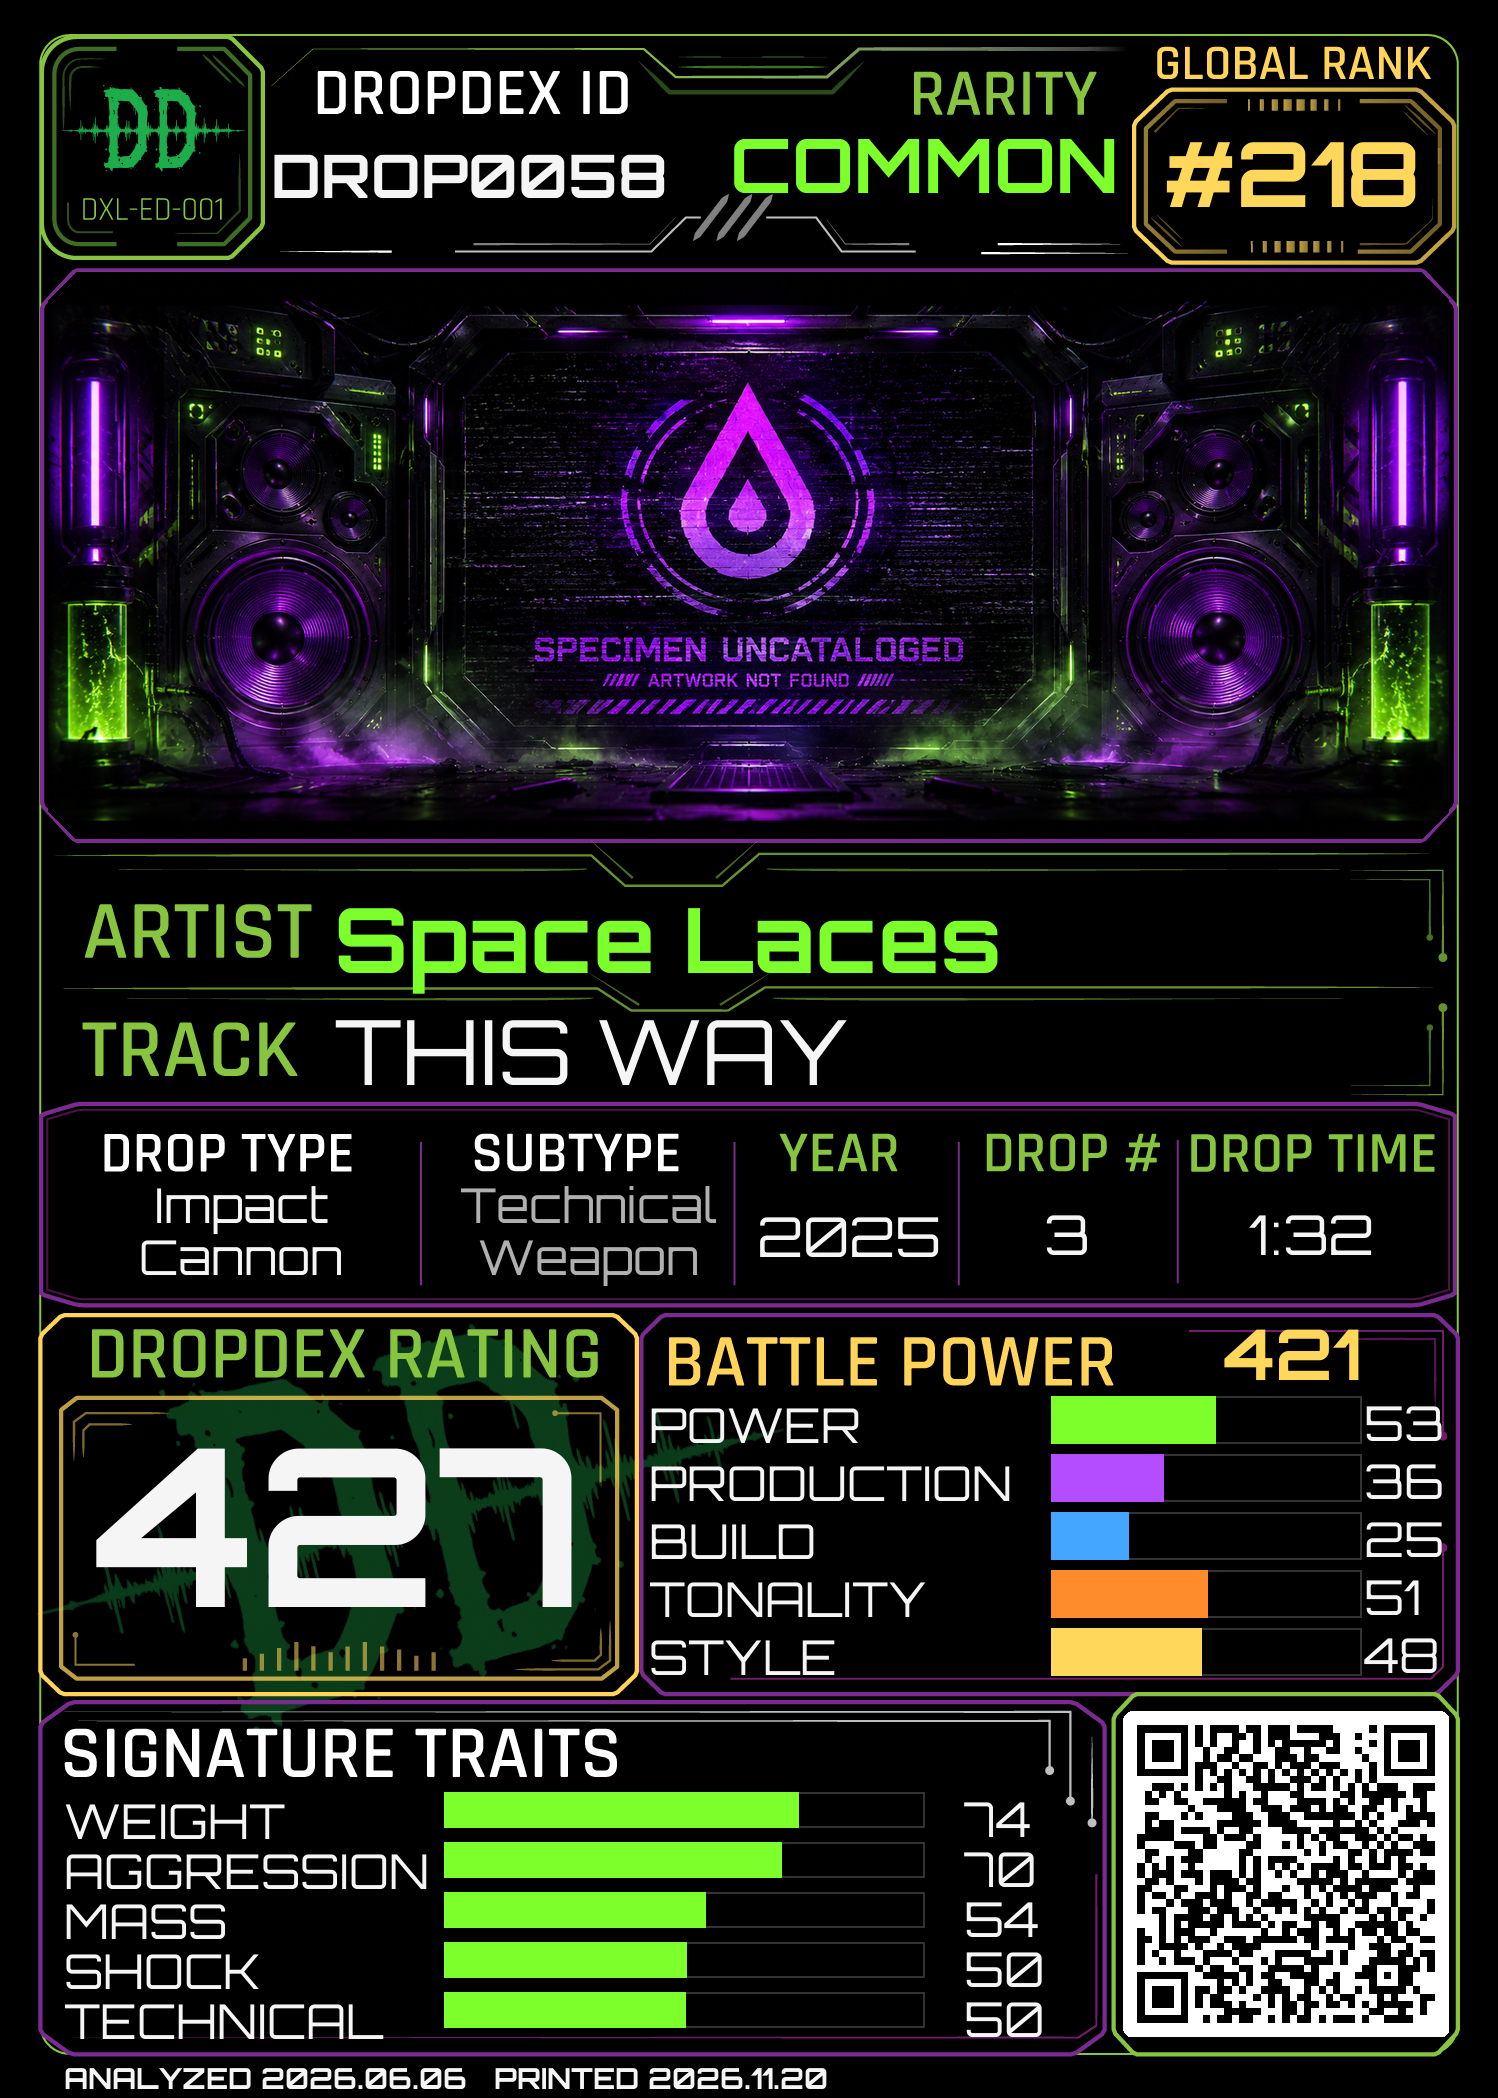 DD
DXL-ED-001
DROPDEX ID
DROP0058
RARITY
COMMON
GLOBAL RANK
#218
SPECIMEN UNCATALOGED
///// ARTWORK NOT FOUND /////
ARTIST Space Laces
TRACK THIS WAY
DROP TYPE
Impact
Cannon
SUBTYPE
Technical
Weapon
YEAR
2025
DROP #
3
DROP TIME
1:32
DROPDEX RATING
427
BATTLE POWER 421
POWER 53
PRODUCTION 36
BUILD 25
TONALITY 51
STYLE 48
SIGNATURE TRAITS
WEIGHT 74
AGGRESSION 70
MASS 54
SHOCK 50
TECHNICAL 50
ANALYZED 2026.06.06 PRINTED 2026.11.20